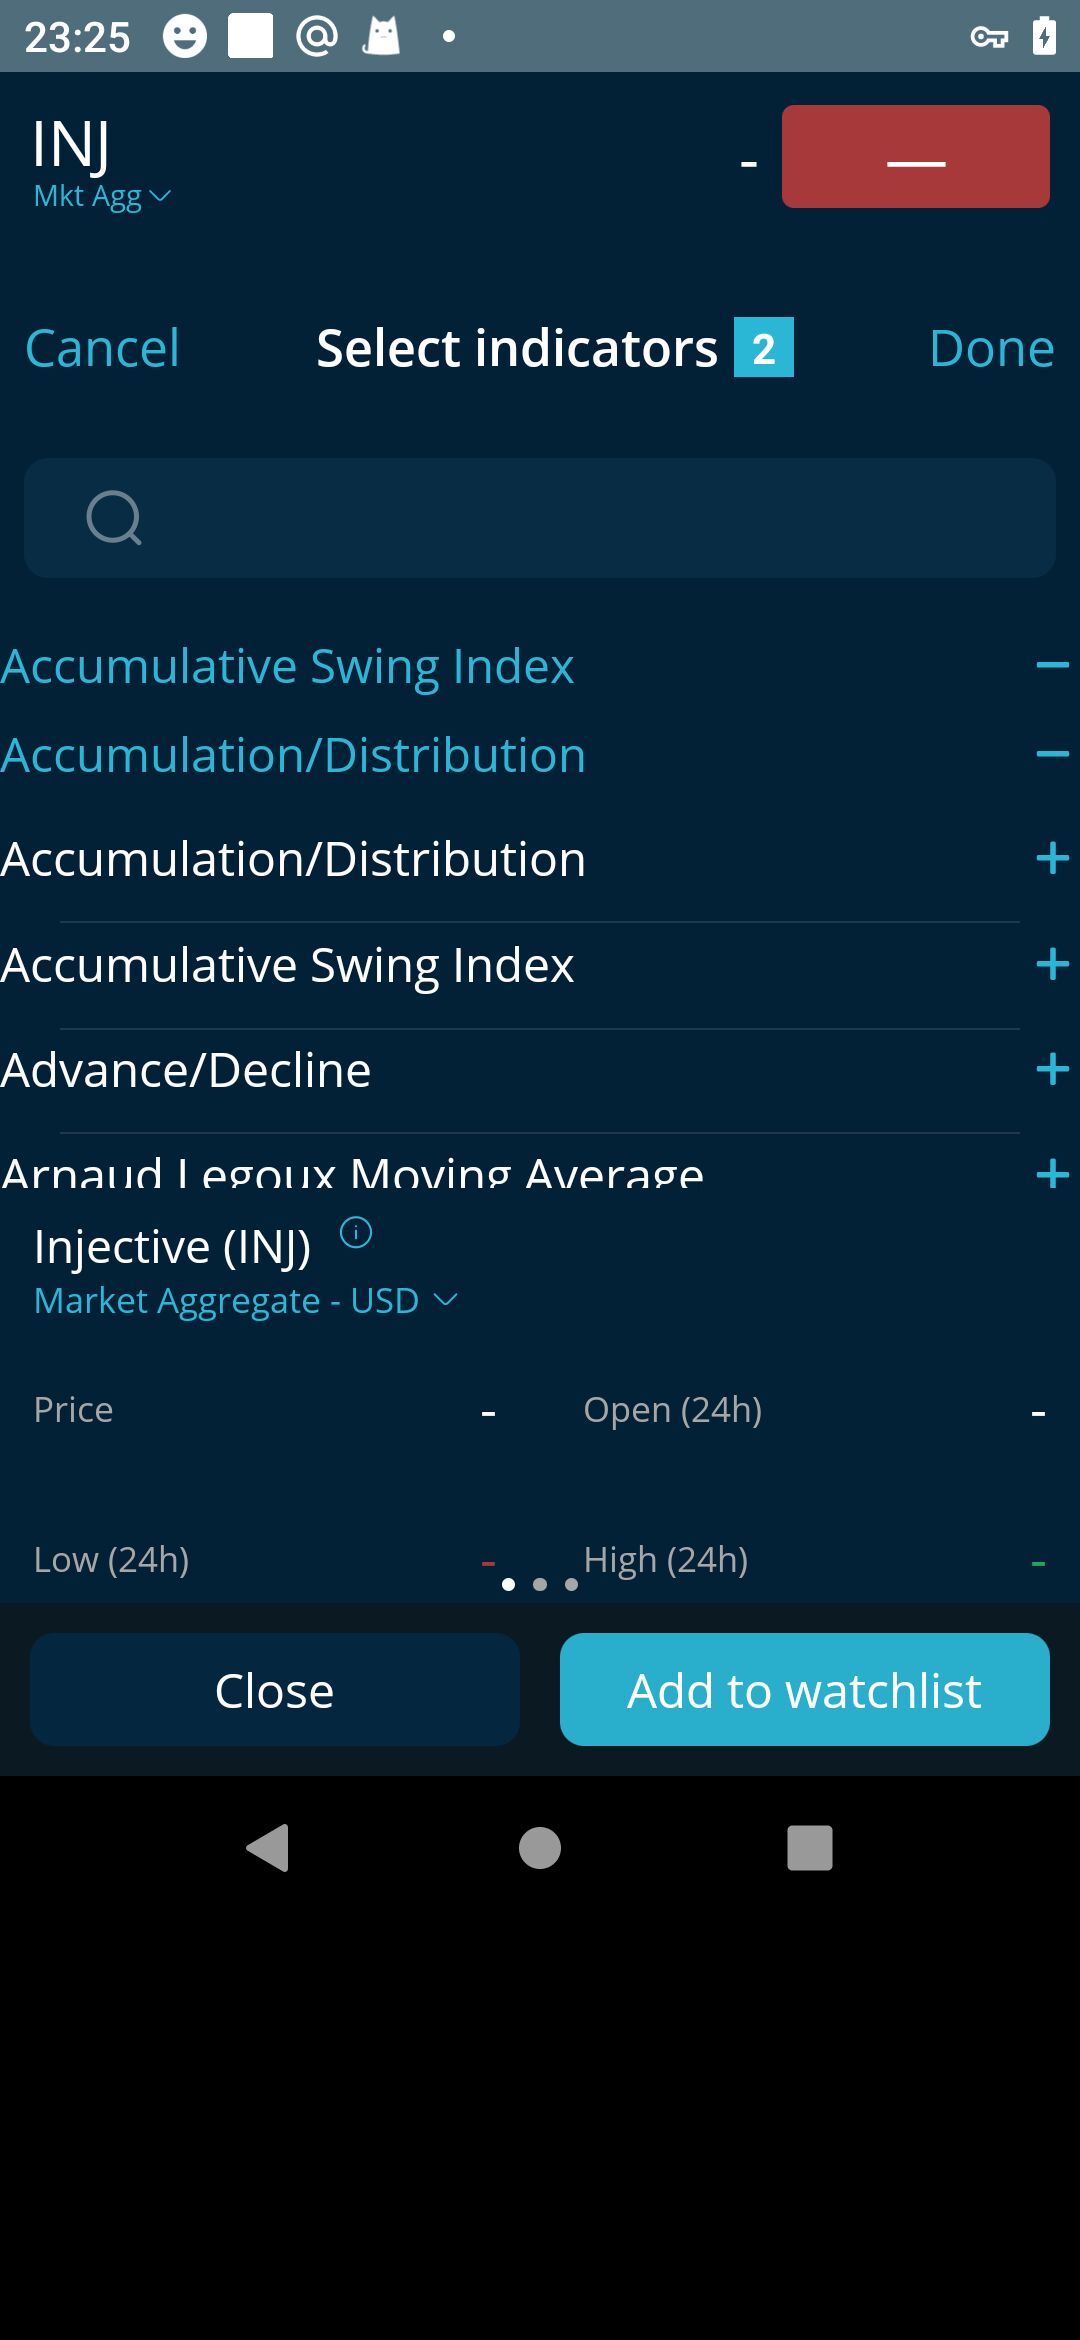 23:25
INJ
Mkt Agg
-
—
Cancel
Select indicators 2
Done
Accumulative Swing Index
Accumulation/Distribution
Accumulation/Distribution
Accumulative Swing Index
Advance/Decline
Arnaud Legoux Moving Average
Injective (INJ)
Market Aggregate - USD
Price -
Open (24h) -
Low (24h) -
High (24h) -
Close
Add to watchlist